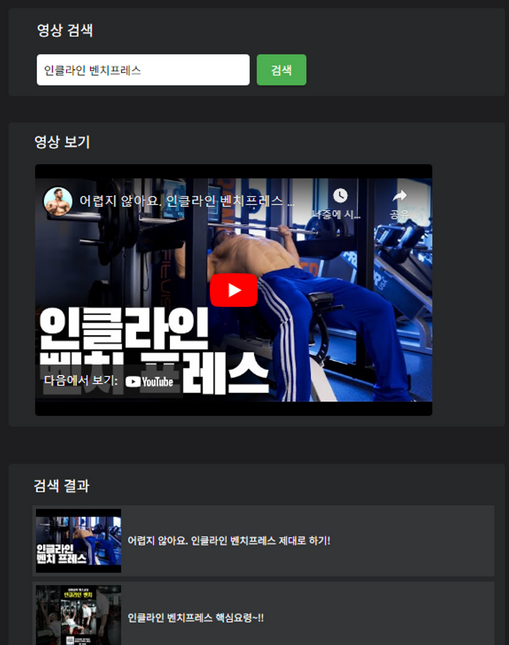 영상 검색
인클라인 벤치프레스
검색
영상 보기
어렵지 않아요. 인클라인 벤치프레스 ...
나중에 시...
공유
인클라인
벤치 프레스
다음에서 보기: YouTube
검색 결과
인클라인
벤치 프레스
어렵지 않아요. 인클라인 벤치프레스 제대로 하기!
인클라인 벤치
인클라인 벤치프레스 핵심요령~!!